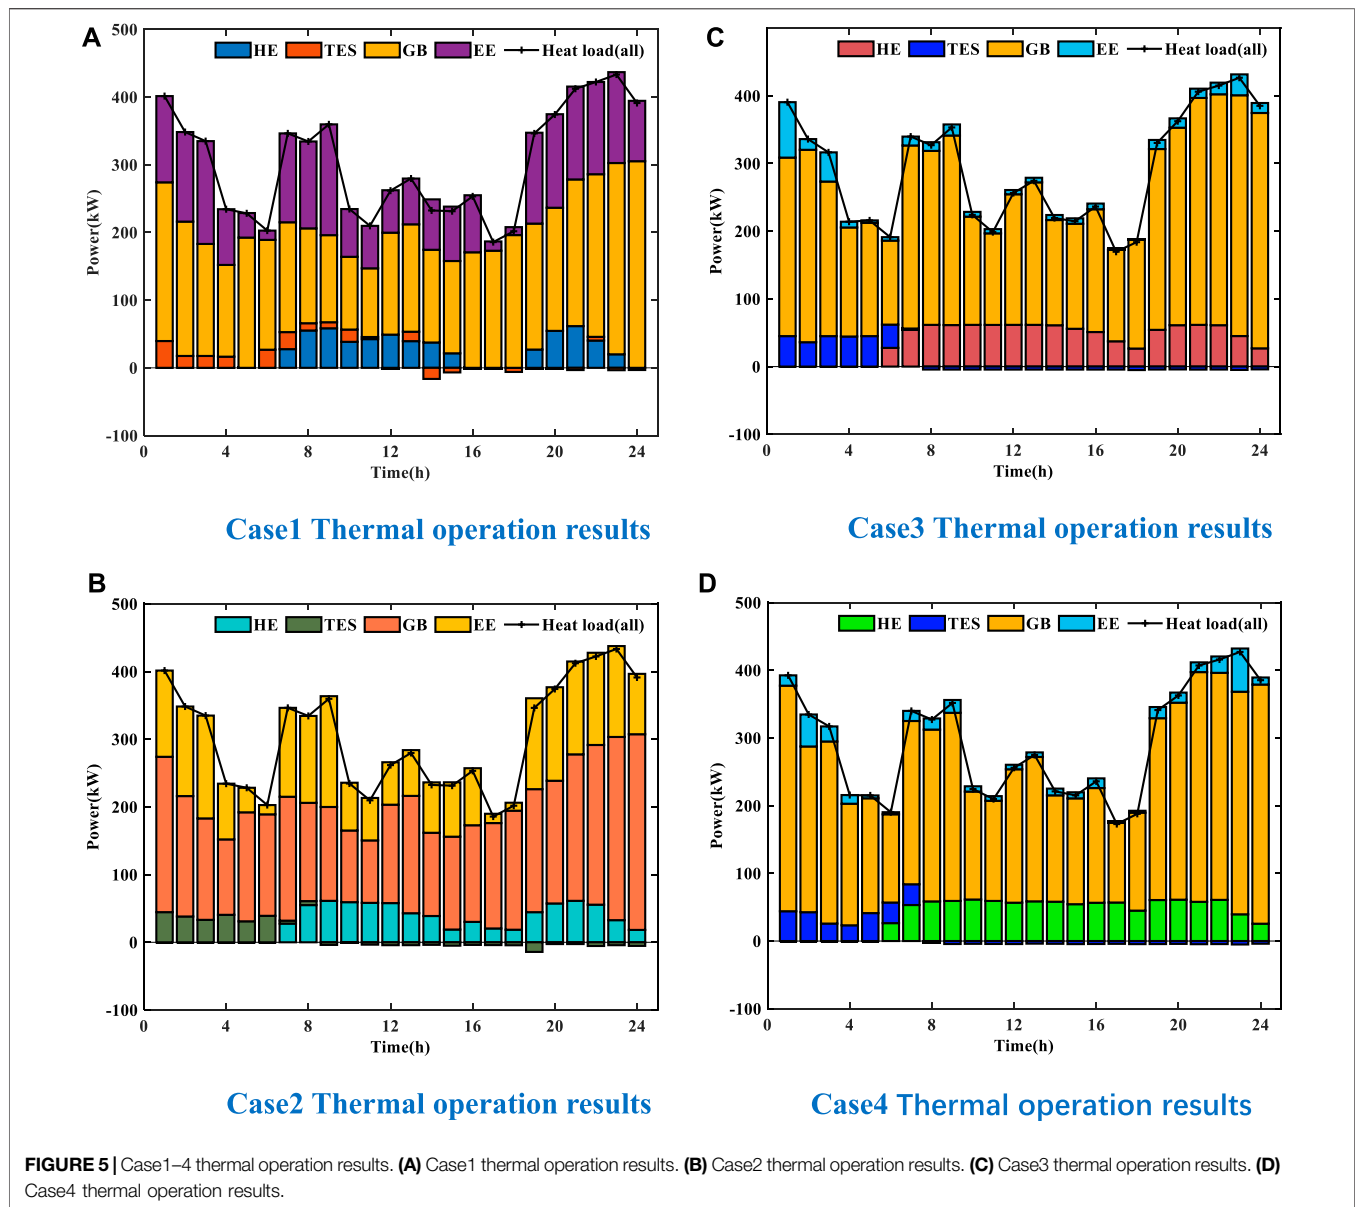 A
HE TES GB EE Heat load(all)
500
400
300
200
100
0
-100
Power(kW)
0 4 8 12 16 20 24
Time(h)
Case1 Thermal operation results
C
HE TES GB EE Heat load(all)
400
300
200
100
0
-100
Power(kW)
0 4 8 12 16 20 24
Time(h)
Case3 Thermal operation results
B
HE TES GB EE Heat load(all)
500
400
300
200
100
0
-100
Power(kW)
0 4 8 12 16 20 24
Time(h)
Case2 Thermal operation results
D
HE TES GB EE Heat load(all)
500
400
300
200
100
0
-100
Power(kW)
0 4 8 12 16 20 24
Time(h)
Case4 Thermal operation results
FIGURE 5 | Case1–4 thermal operation results. (A) Case1 thermal operation results. (B) Case2 thermal operation results. (C) Case3 thermal operation results. (D)
Case4 thermal operation results.